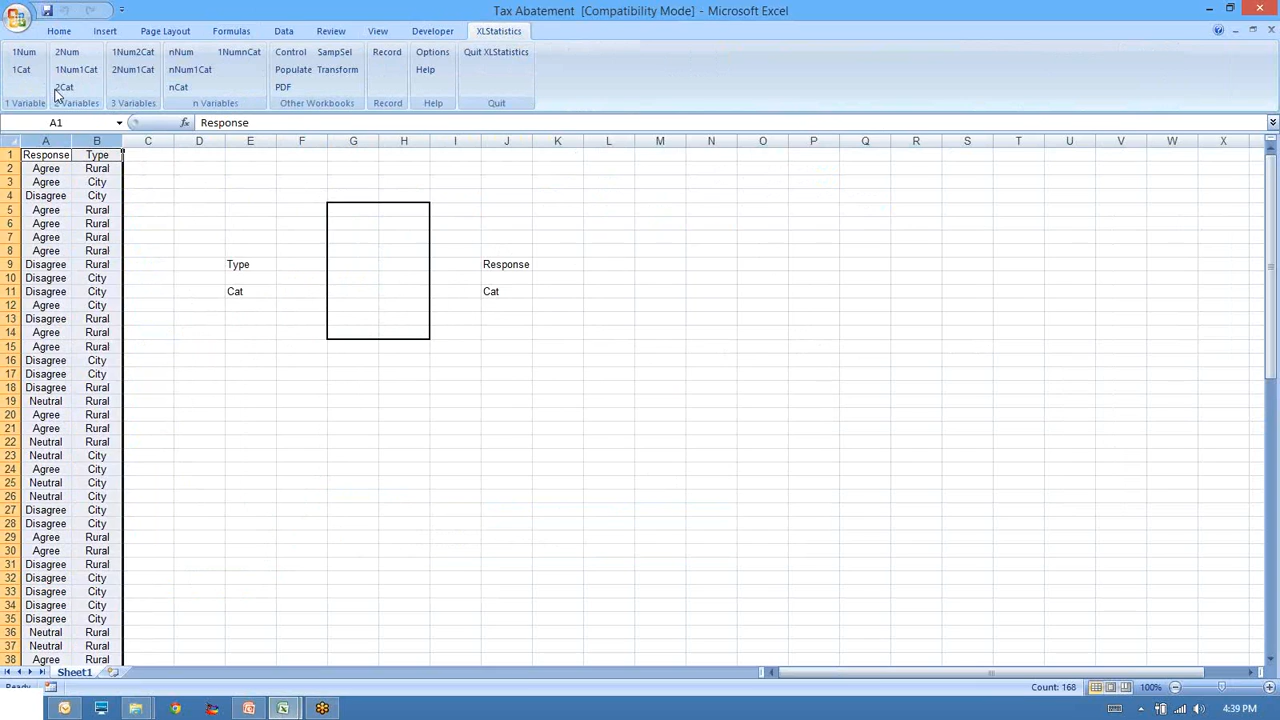 Tax Abatement [Compatibility Mode] - Microsoft Excel
Home Insert Page Layout Formulas Data Review View Developer XLStatistics
1Num 2Num 1Num2Cat nNum 1NumnCat Control SampSel Record Options Quit XLStatistics
1Cat 1Num1Cat 2Num1Cat nNum1Cat Populate Transform Help
2Cat nCat PDF
1 Variable 2 Variables 3 Variables n Variables Other Workbooks Record Help Quit
A1 fx Response
A B C D E F G H I J K L M N O P Q R S T U V W X
1 Response Type
2 Agree Rural
3 Agree City
4 Disagree City
5 Agree Rural
6 Agree Rural
7 Agree Rural
8 Agree Rural
9 Disagree Rural Type Response
10 Disagree City
11 Disagree City Cat Cat
12 Agree City
13 Disagree Rural
14 Agree Rural
15 Agree Rural
16 Disagree City
17 Disagree City
18 Disagree Rural
19 Neutral Rural
20 Agree Rural
21 Agree Rural
22 Neutral Rural
23 Neutral City
24 Agree City
25 Neutral City
26 Neutral City
27 Disagree City
28 Disagree City
29 Agree Rural
30 Agree Rural
31 Disagree Rural
32 Disagree City
33 Disagree City
34 Disagree City
35 Disagree City
36 Neutral Rural
37 Neutral Rural
38 Agree Rural
Sheet1
Ready Count: 168 100%
4:39 PM